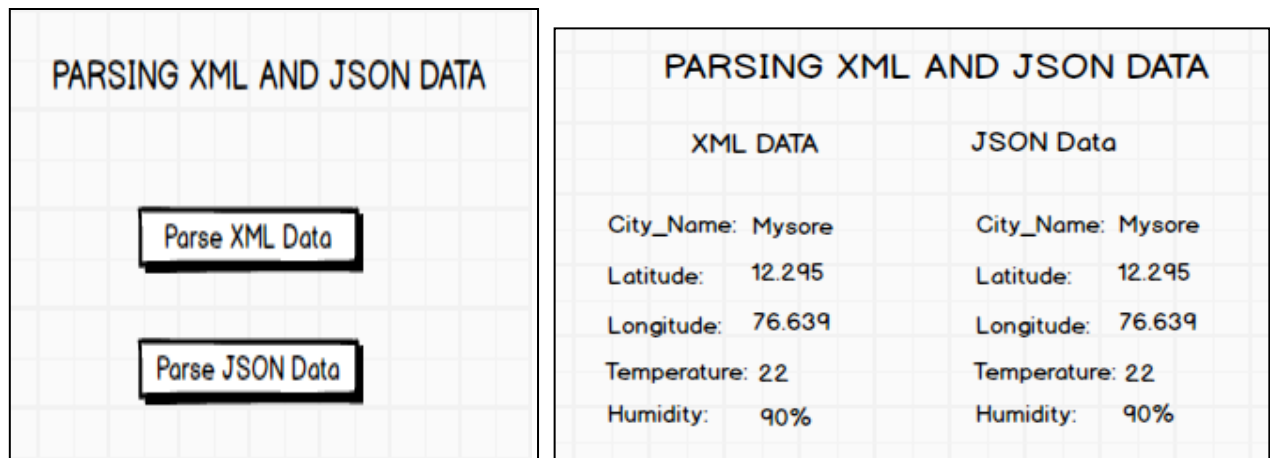 PARSING XML AND JSON DATA
Parse XML Data
Parse JSON Data
PARSING XML AND JSON DATA
XML DATA JSON Data
City_Name: Mysore City_Name: Mysore
Latitude: 12.295 Latitude: 12.295
Longitude: 76.639 Longitude: 76.639
Temperature: 22 Temperature: 22
Humidity: 90% Humidity: 90%